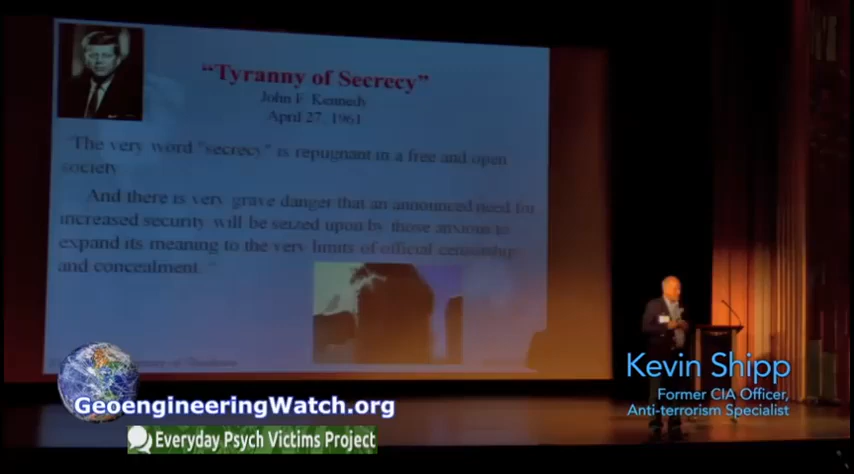 "Tyranny of Secrecy"
John F. Kennedy
April 27, 1961
"The very word "secrecy" is repugnant in a free and open
society
And there is very grave danger that an announced need for
increased security will be seized upon by those anxious to
expand its meaning to the very limits of official censorship
and concealment."
GeoengineeringWatch.org
Everyday Psych Victims Project
Kevin Shipp
Former CIA Officer,
Anti-terrorism Specialist